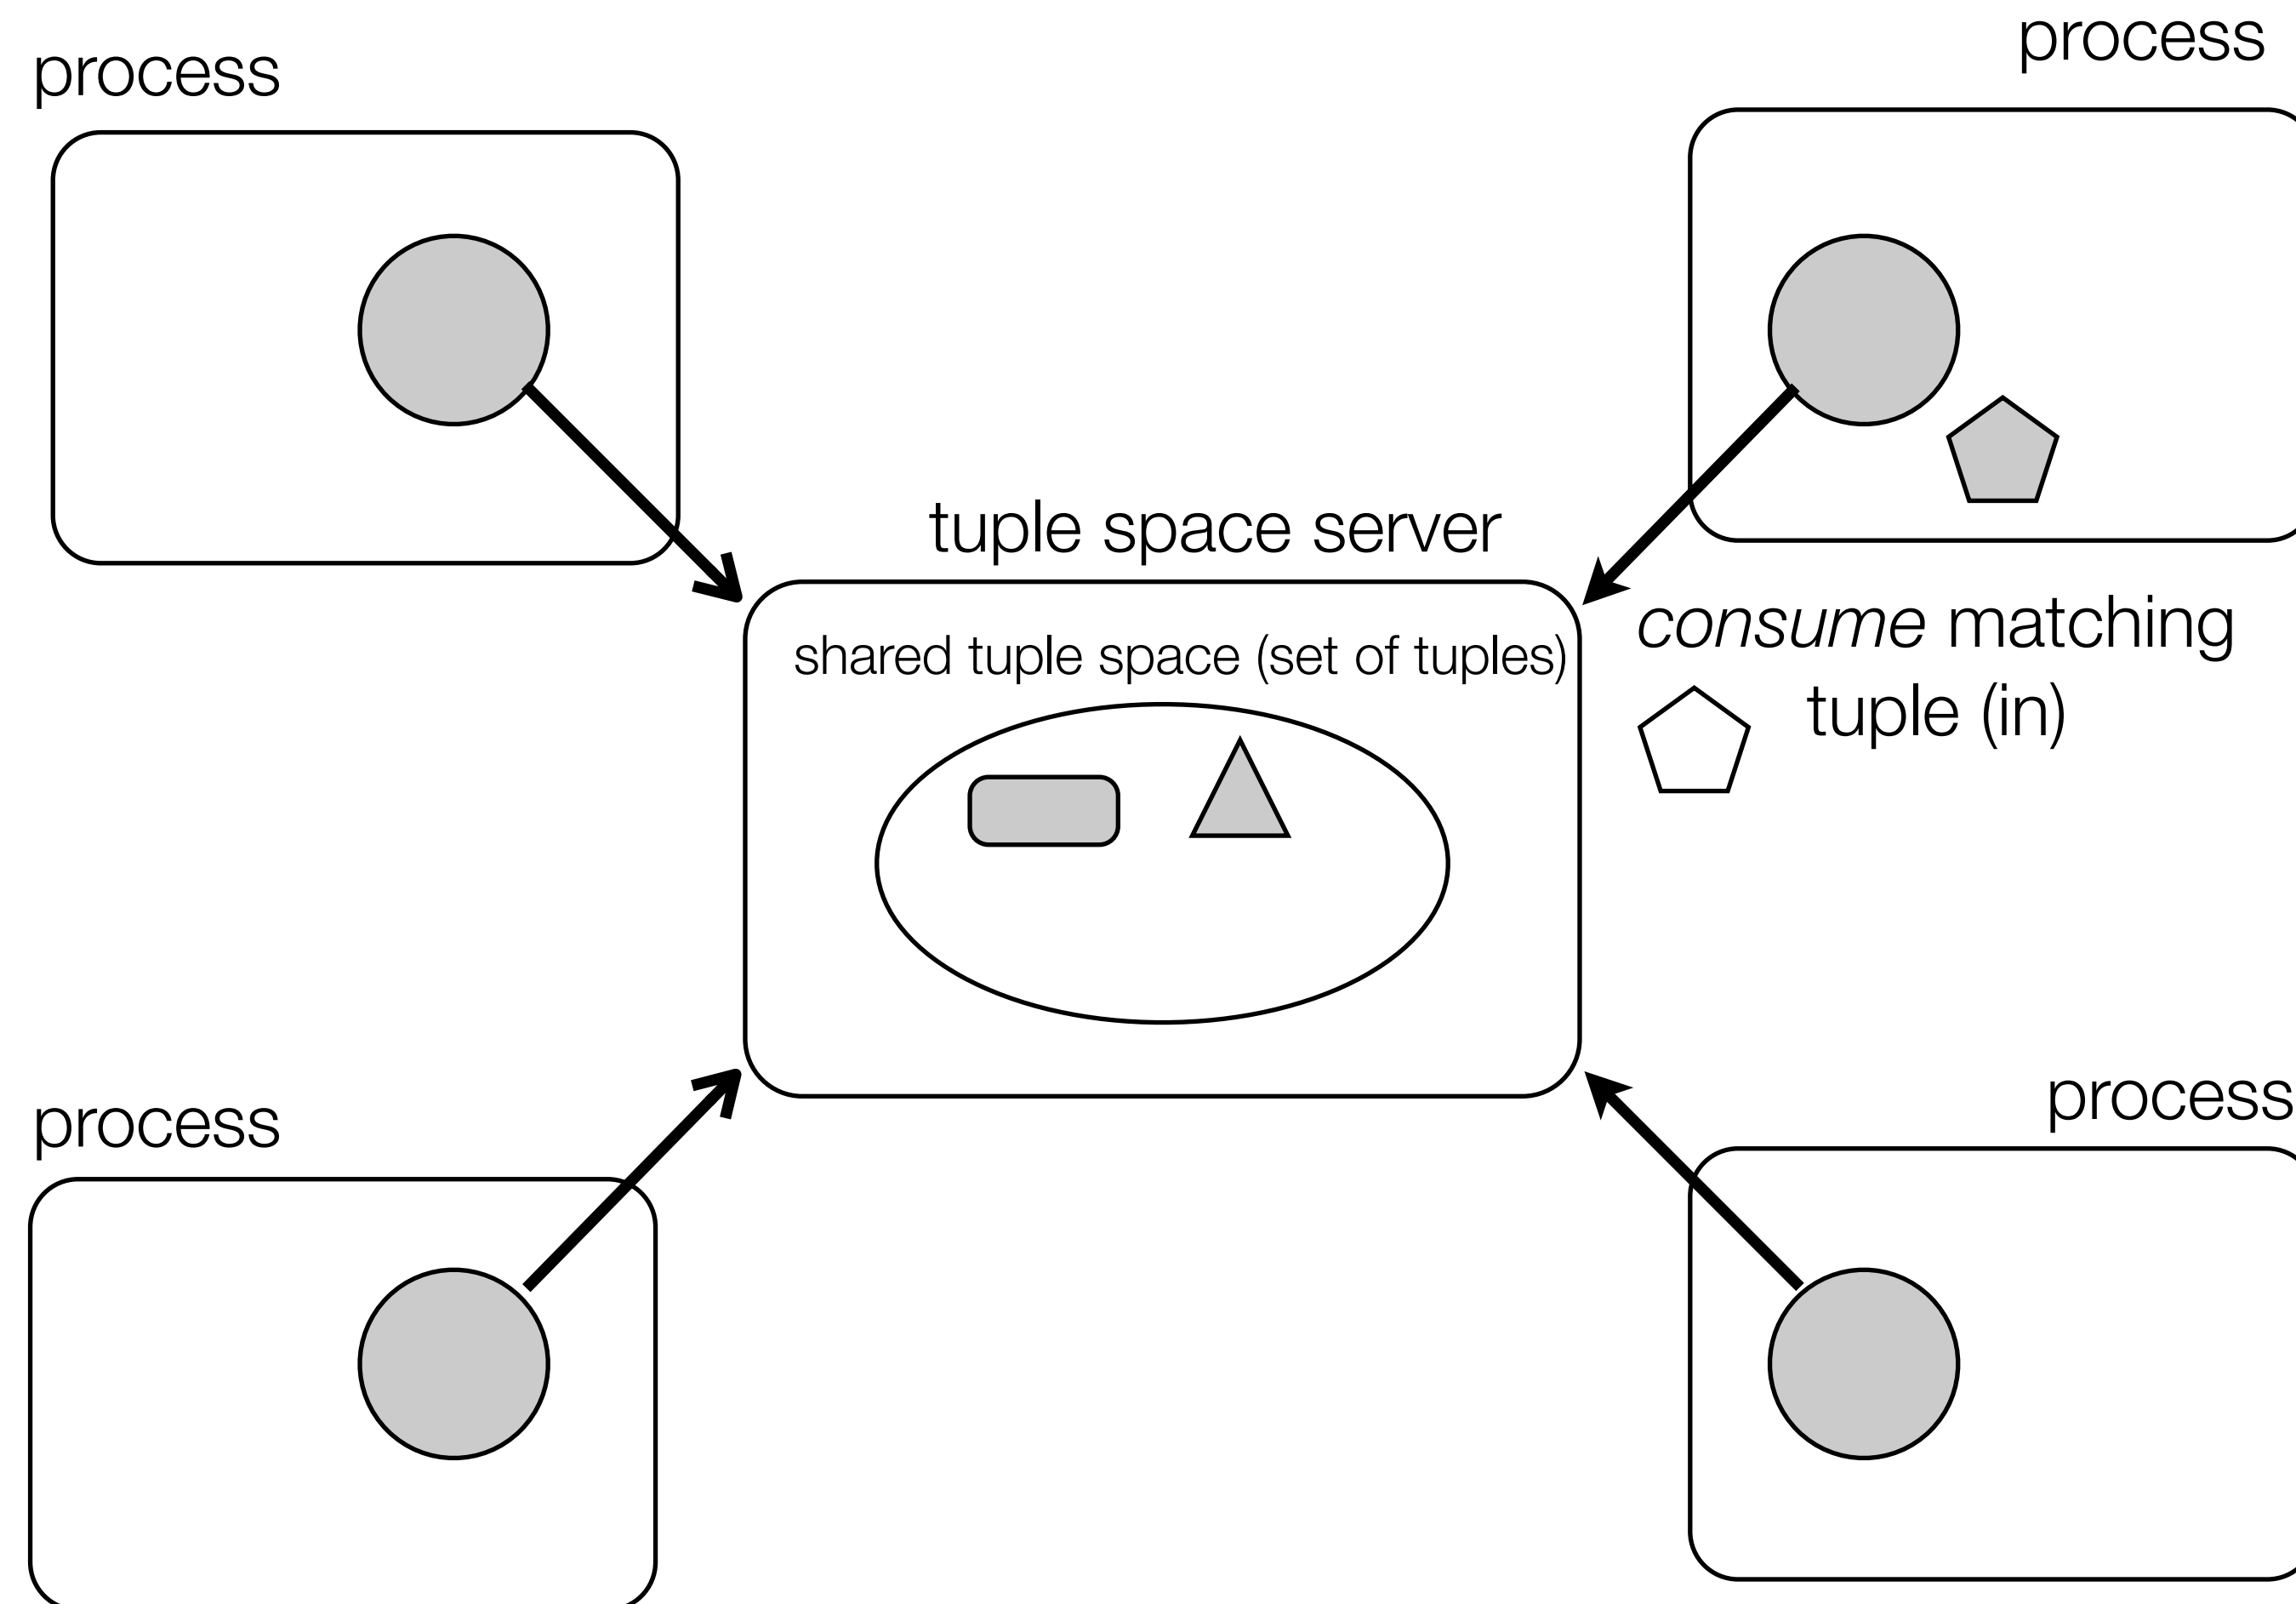 process
process
tuple space server
shared tuple space (set of tuples)
consume matching
tuple (in)
process
process